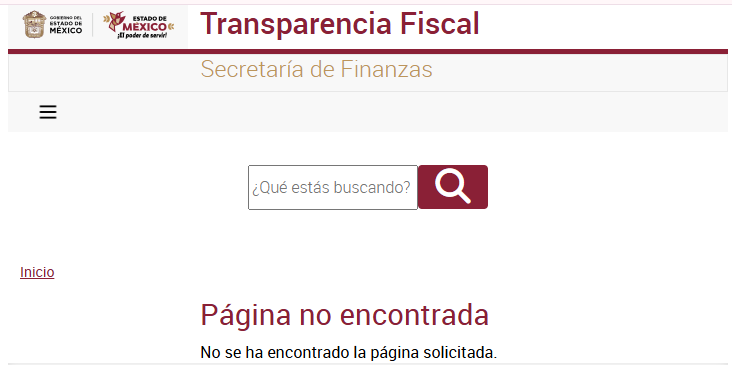 GOBIERNO DEL
ESTADO DE
MÉXICO
ESTADO DE
MÉXICO
¡El poder de servir!
Transparencia Fiscal
Secretaría de Finanzas
¿Qué estás buscando?
Inicio
Página no encontrada
No se ha encontrado la página solicitada.